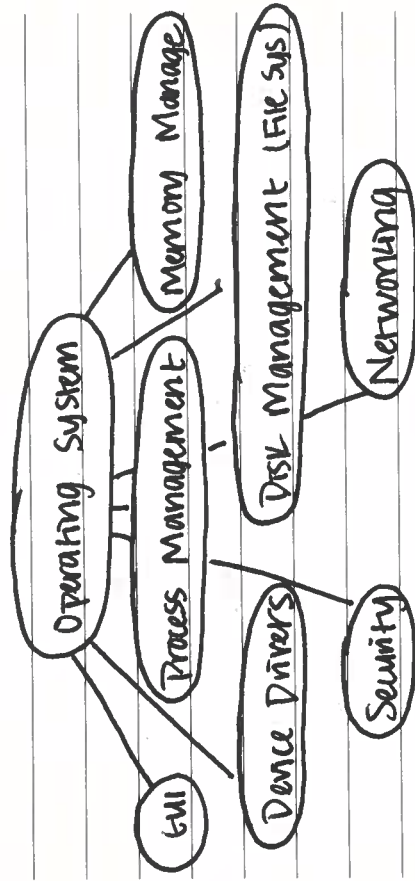 Operating System
GUI
Process Management
Memory Manage
Device Drivers
Disk Management (File Sys)
Security
Networking